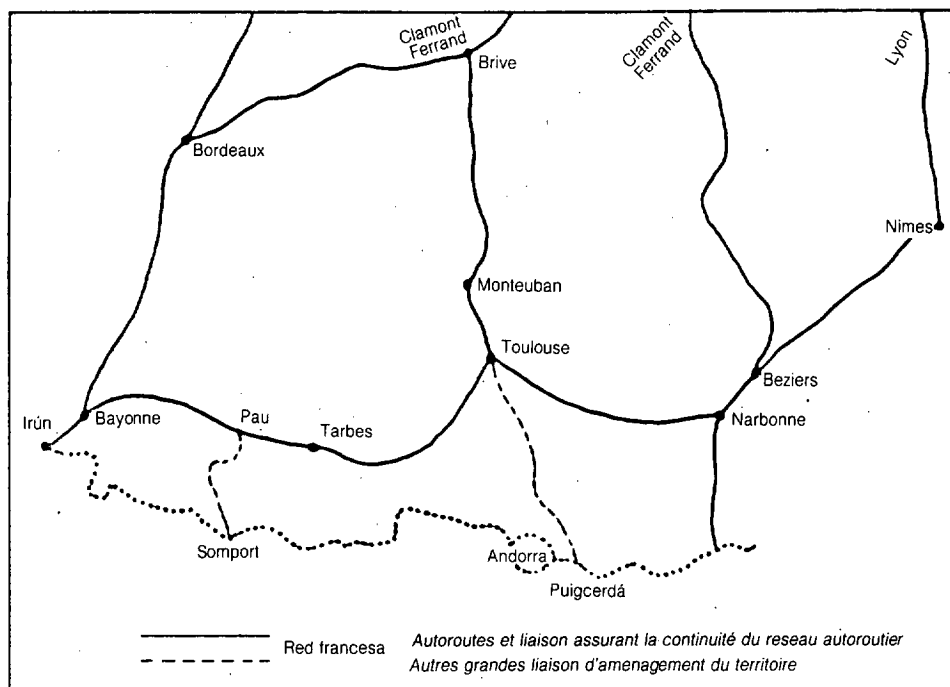 Clamont
Ferrand
Clamont
Ferrand
Lyon
Brive
Bordeaux
Nimes
Monteuban
Toulouse
Beziers
Irún
Bayonne
Pau
Tarbes
Narbonne
Somport
Andorra
Puigcerdá
Red francesa
Autoroutes et liaison assurant la continuité du reseau autoroutier
Autres grandes liaison d'amenagement du territoire